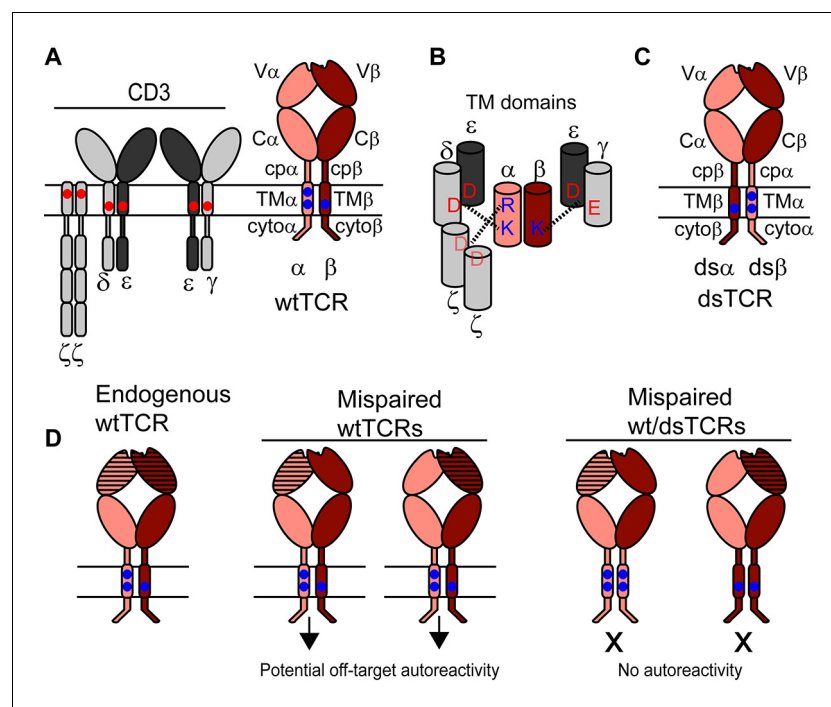 A
CD3
Vα Vβ
Cα Cβ
cpα cpβ
TMα TMβ
cytoα cytoβ
δ ε ε γ
α β
wtTCR
ζζ
B
TM domains
δ ε α β ε γ
D D R K K D E
D D
ζ
ζ
C
Vα Vβ
Cα Cβ
cpβ cpα
TMβ TMα
cytoβ cytoα
dsα dsβ
dsTCR
D
Endogenous
wtTCR
Mispaired
wtTCRs
Mispaired
wt/dsTCRs
X X
Potential off-target autoreactivity
No autoreactivity